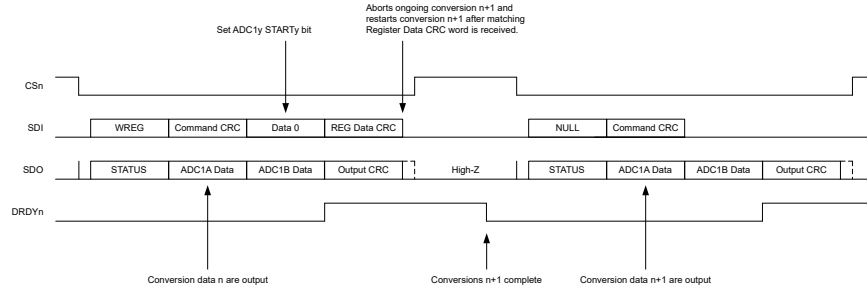 Aborts ongoing conversion n+1 and
restarts conversion n+1 after matching
Register Data CRC word is received.
Set ADC1y STARTy bit
CSn
SDI WREG Command CRC Data 0 REG Data CRC NULL Command CRC
SDO STATUS ADC1A Data ADC1B Data Output CRC High-Z STATUS ADC1A Data ADC1B Data Output CRC
DRDYn
Conversion data n are output Conversions n+1 complete Conversion data n+1 are output